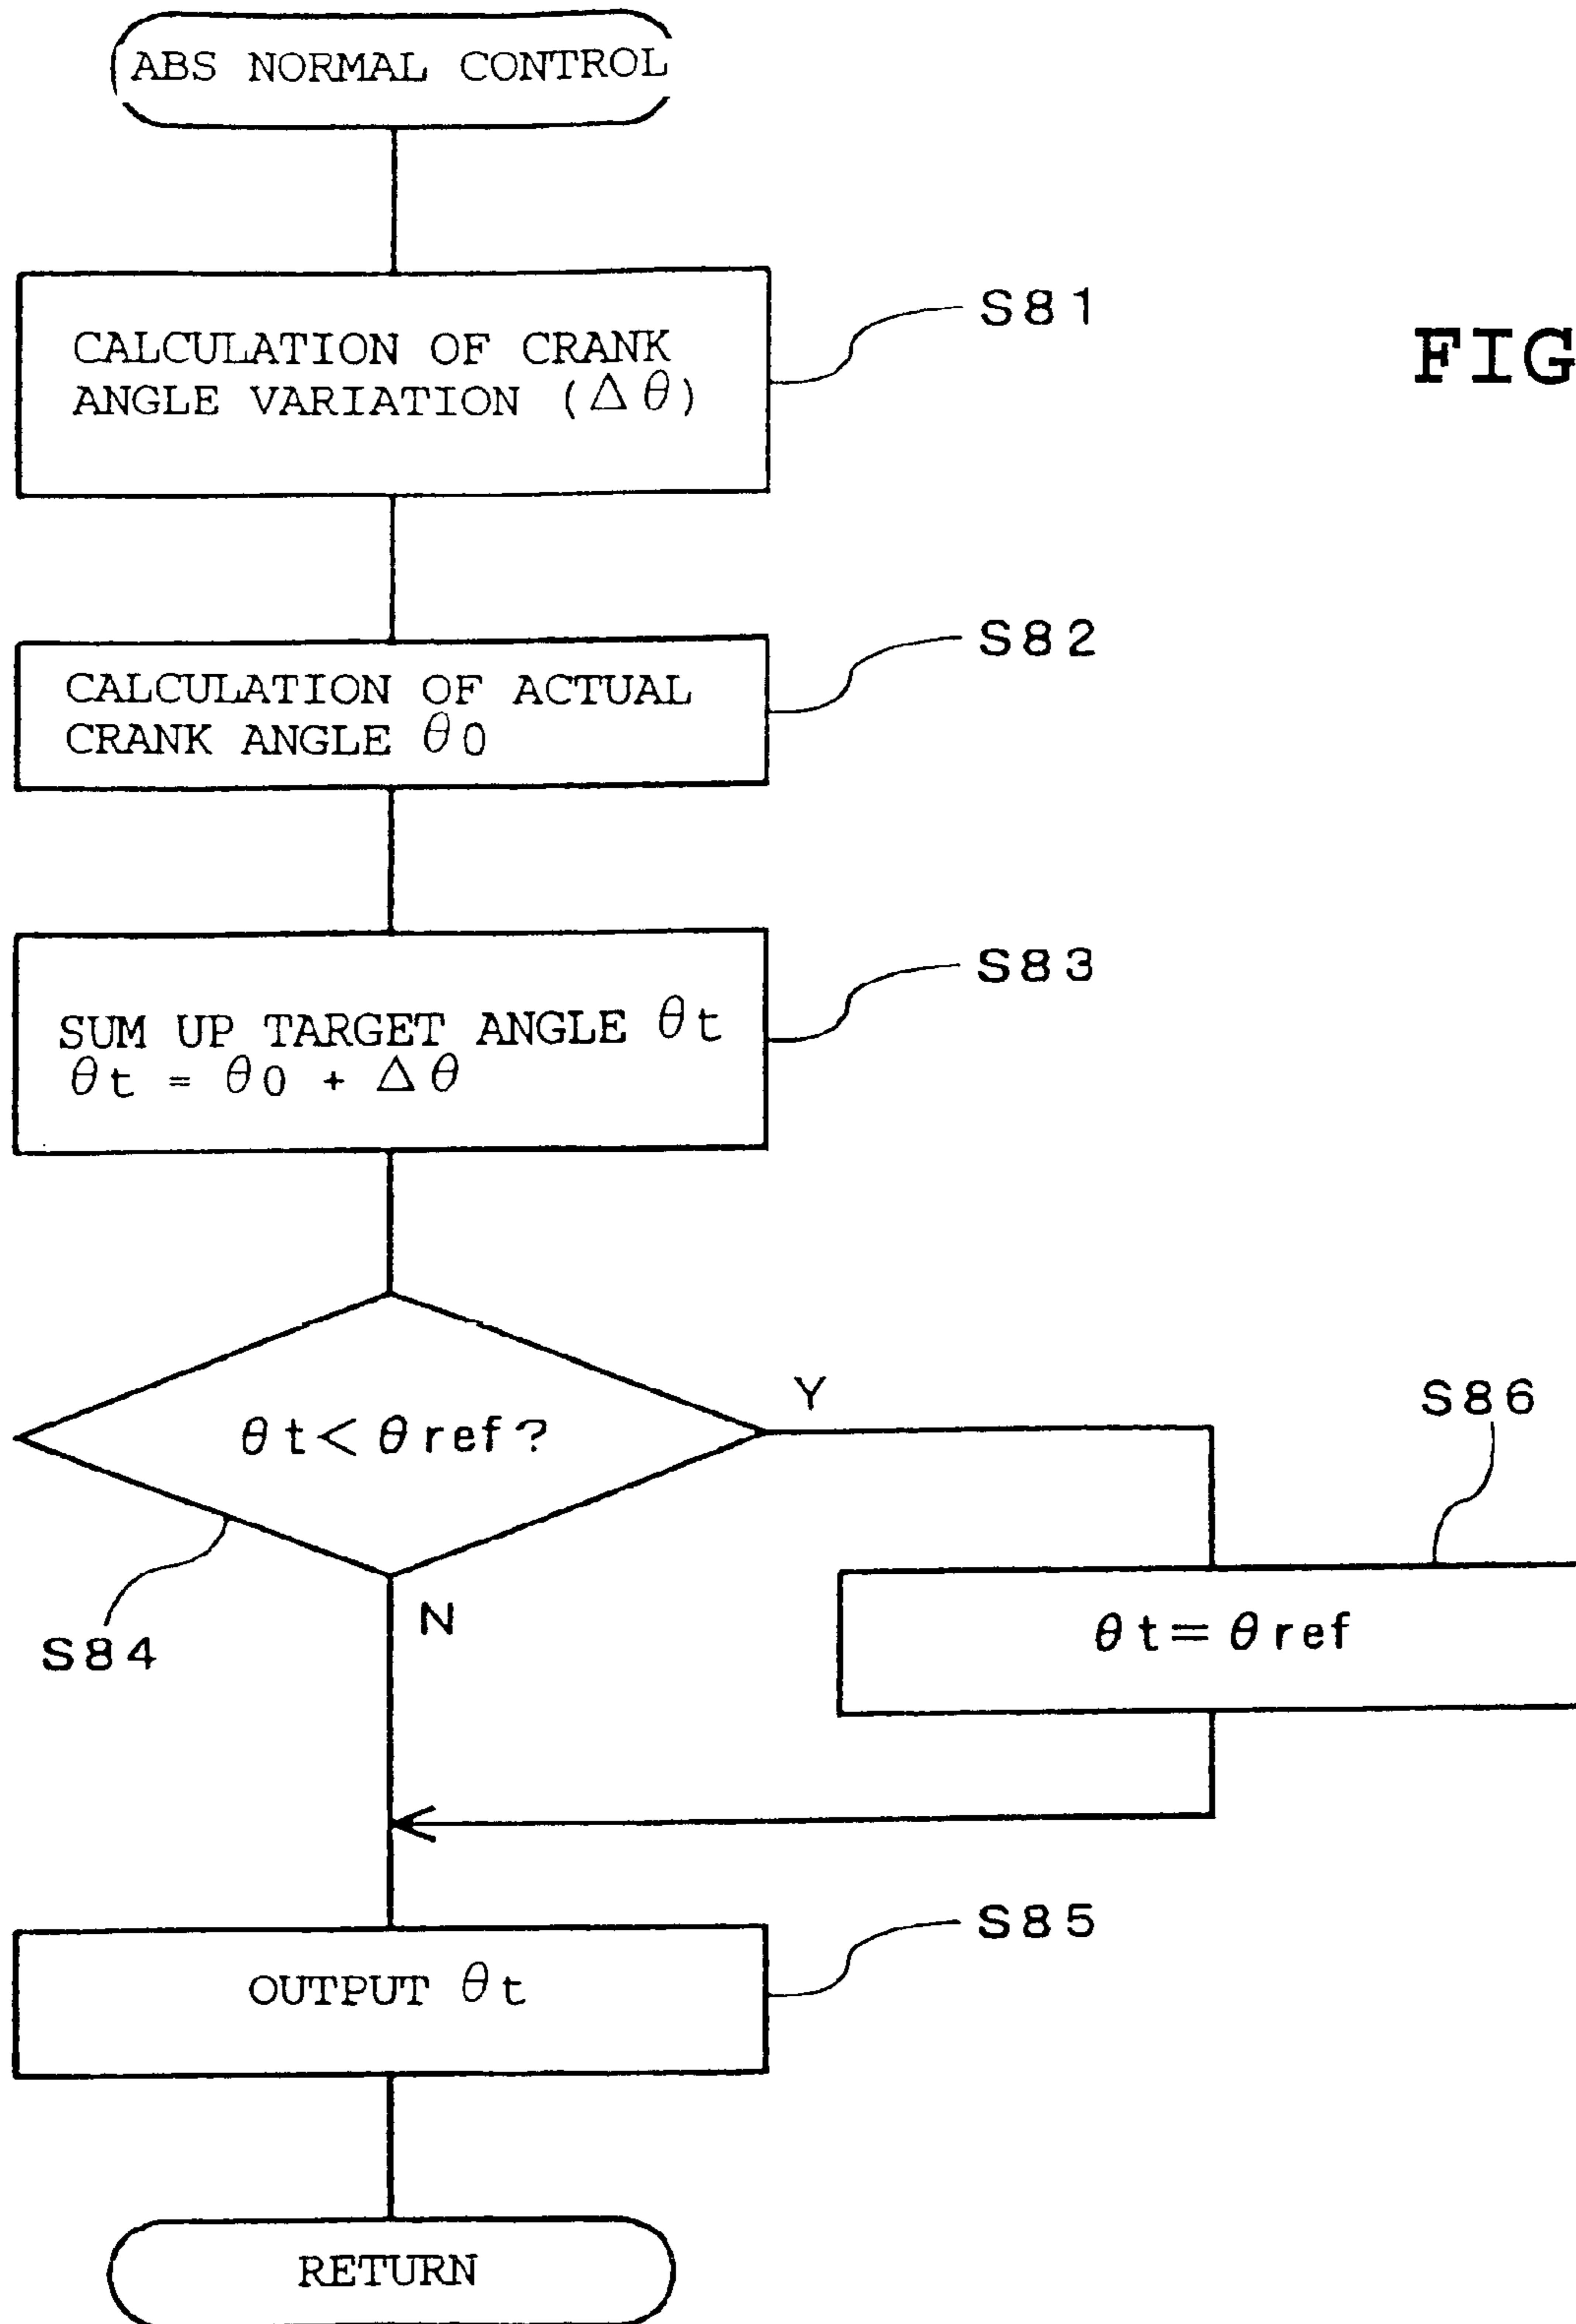 ABS NORMAL CONTROL
CALCULATION OF CRANK
ANGLE VARIATION (Δθ)
S81
FIG
CALCULATION OF ACTUAL
CRANK ANGLE θ0
S82
SUM UP TARGET ANGLE θt
θt = θ0 + Δθ
S83
θt<θref?
Y
N
S84
S86
θt=θref
OUTPUT θt
S85
RETURN